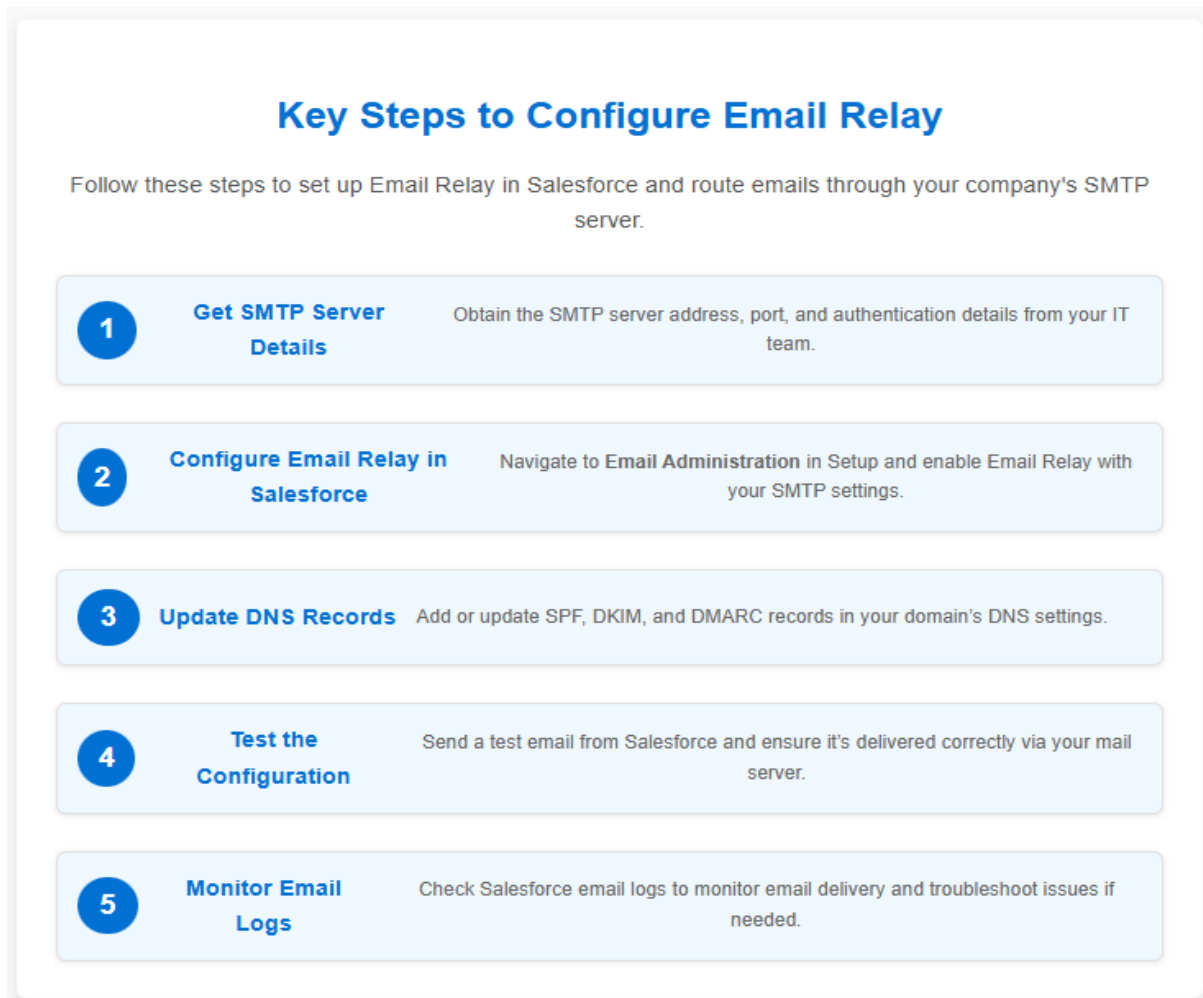 Key Steps to Configure Email Relay
Follow these steps to set up Email Relay in Salesforce and route emails through your company's SMTP
server.
1
Get SMTP Server
Details
Obtain the SMTP server address, port, and authentication details from your IT
team.
2
Configure Email Relay in
Salesforce
Navigate to Email Administration in Setup and enable Email Relay with
your SMTP settings.
3
Update DNS Records
Add or update SPF, DKIM, and DMARC records in your domain’s DNS settings.
4
Test the
Configuration
Send a test email from Salesforce and ensure it’s delivered correctly via your mail
server.
5
Monitor Email
Logs
Check Salesforce email logs to monitor email delivery and troubleshoot issues if
needed.